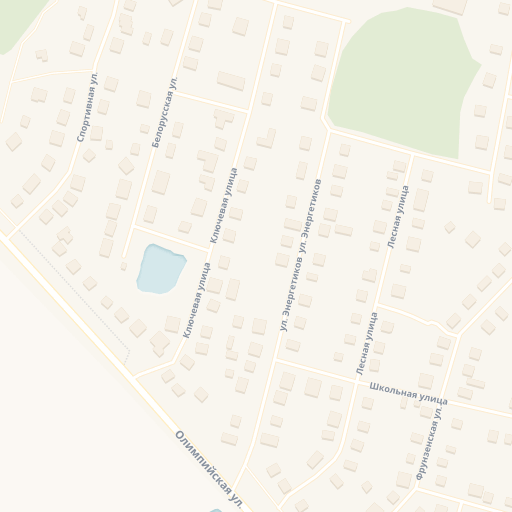 Спортивная ул.
Белорусская ул.
Ключевая улица
ул. Энергетиков
Лесная улица
Ключевая улица
ул. Энергетиков
Лесная улица
Школьная улица
Фрунзенская ул.
Олимпийская ул.